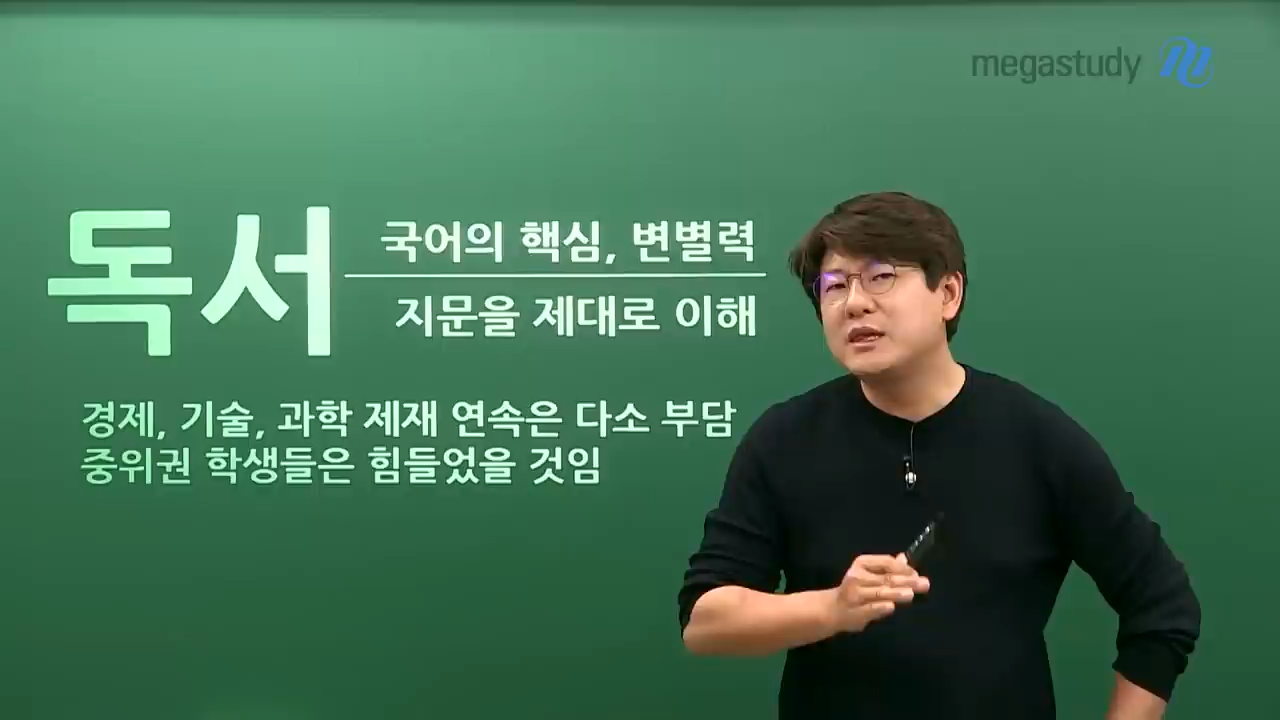 megastudy
독서
국어의 핵심, 변별력
지문을 제대로 이해
경제, 기술, 과학 제재 연속은 다소 부담
중위권 학생들은 힘들었을 것임